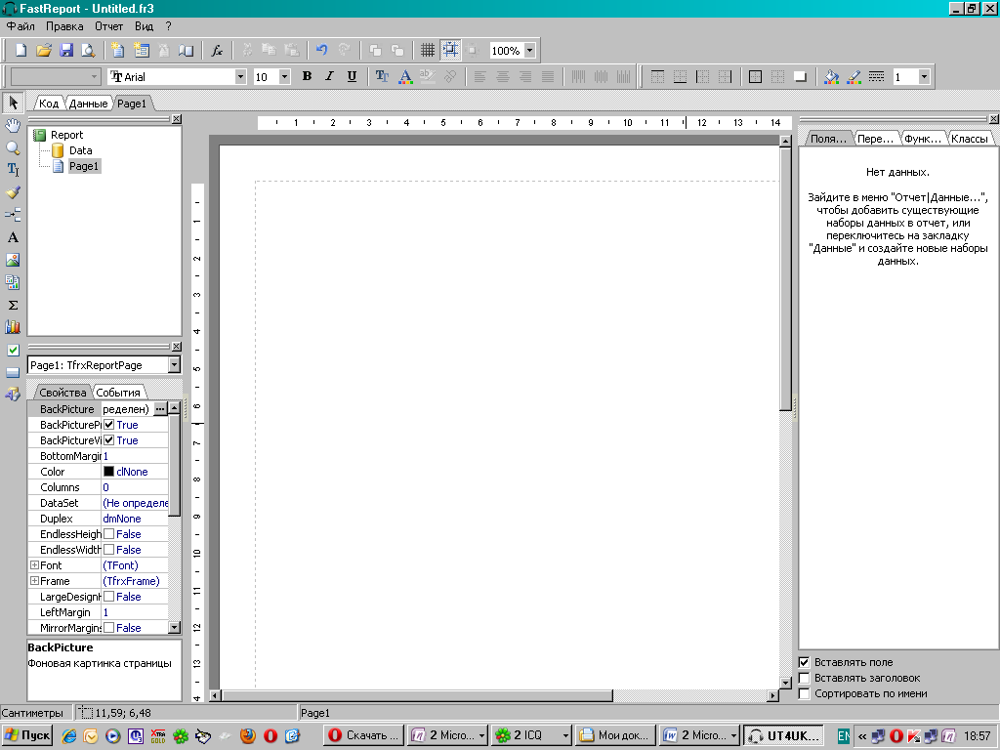 FastReport - Untitled.fr3
Файл Правка Отчет Вид ?
100%
Arial 10 B I U 1
Код Данные Page1
Report
Data
Page1
Page1: TfrxReportPage
Свойства События
BackPicture ределен) ...
BackPicturePr True
BackPictureVi True
BottomMargin 1
Color clNone
Columns 0
DataSet (Не определе
Duplex dmNone
EndlessHeigh False
EndlessWidth False
Font (TFont)
Frame (TfrxFrame)
LargeDesignH False
LeftMargin 1
MirrorMargins False
BackPicture
Фоновая картинка страницы
1 2 3 4 5 6 7 8 9 10 11 12 13 14
1
2
3
4
5
6
7
8
9
10
11
12
13
4
Поля... Пере... Функ... Классы
Нет данных.
Зайдите в меню "Отчет|Данные...",
чтобы добавить существующие
наборы данных в отчет, или
переключитесь на закладку
"Данные" и создайте новые наборы
данных.
Вставлять поле
Вставлять заголовок
Сортировать по имени
Сантиметры 11,59; 6,48 Page1
Пуск Скачать ... 2 Micro... 2 ICQ Мои док... 2 Micro... UT4UK... EN « 18:57